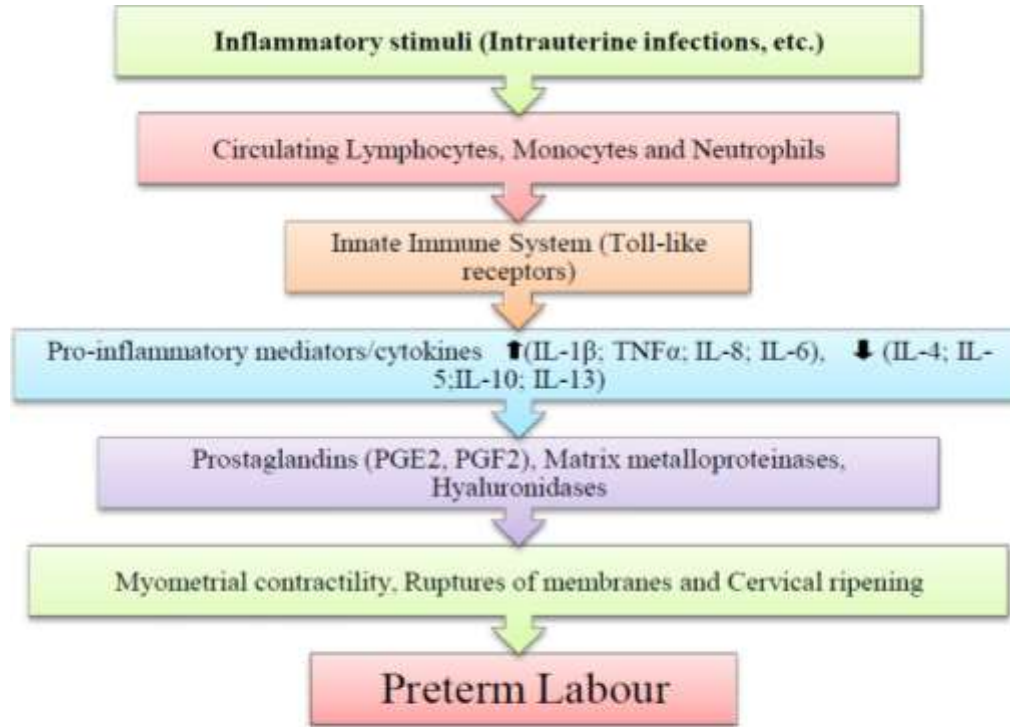 Inflammatory stimuli (Intrauterine infections, etc.)
Circulating Lymphocytes, Monocytes and Neutrophils
Innate Immune System (Toll-like
receptors)
Pro-inflammatory mediators/cytokines ⬆(IL-1β; TNFα; IL-8; IL-6), ⬇ (IL-4; IL-
5;IL-10; IL-13)
Prostaglandins (PGE2, PGF2), Matrix metalloproteinases,
Hyaluronidases
Myometrial contractility, Ruptures of membranes and Cervical ripening
Preterm Labour